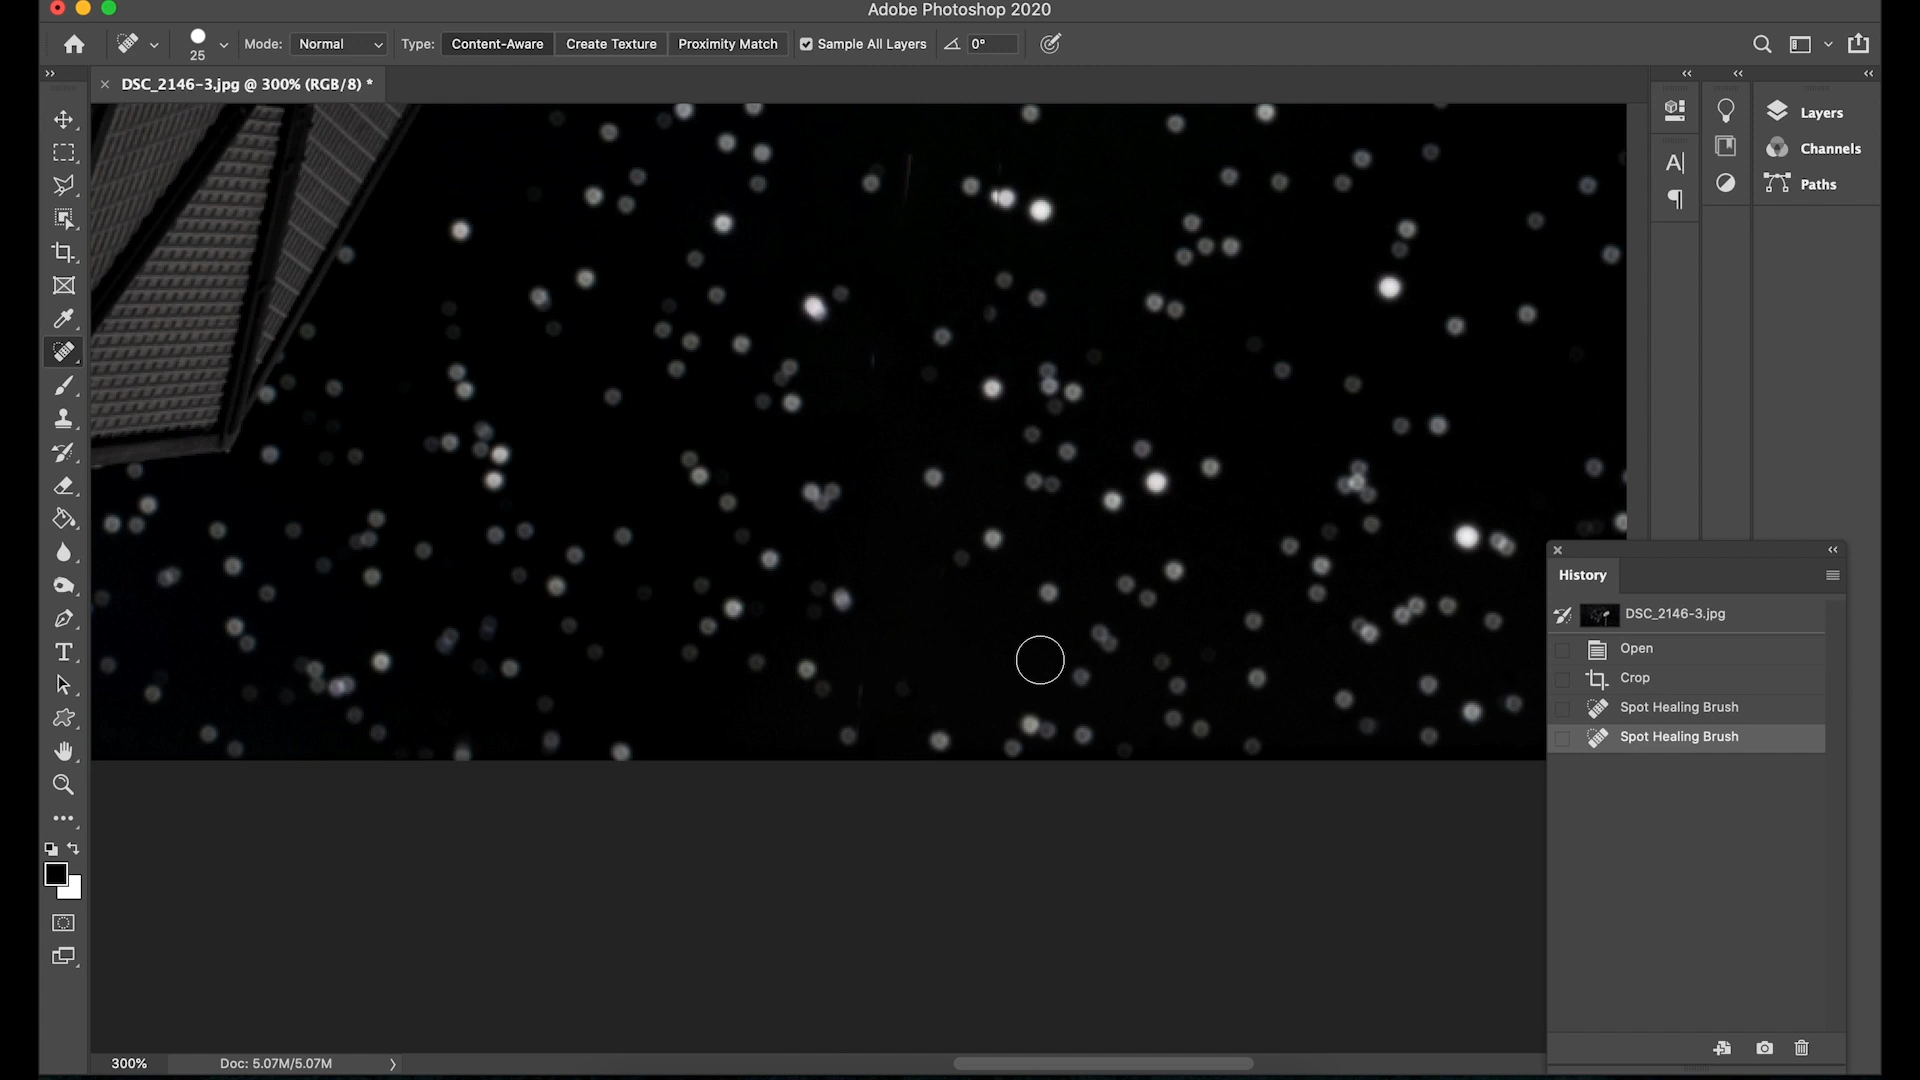 Adobe Photoshop 2020
25
Mode: Normal
Type: Content-Aware Create Texture Proximity Match
Sample All Layers
0°
DSC_2146-3.jpg @ 300% (RGB/8) *
Layers
Channels
Paths
History
DSC_2146-3.jpg
Open
Crop
Spot Healing Brush
Spot Healing Brush
300%
Doc: 5.07M/5.07M